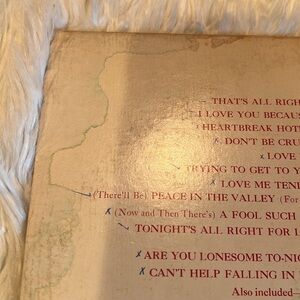 THAT'S ALL RIGH
I LOVE YOU BECAUS
HEARTBREAK HOT
DON'T BE CRU
LOVE
TRYING TO GET TO Y
LOVE ME TEND
(There'll Be) PEACE IN THE VALLEY (For
(Now and Then There's) A FOOL SUCH
TONIGHT'S ALL RIGHT FOR L
ARE YOU LONESOME TO-NIG
CAN'T HELP FALLING IN
Also included—